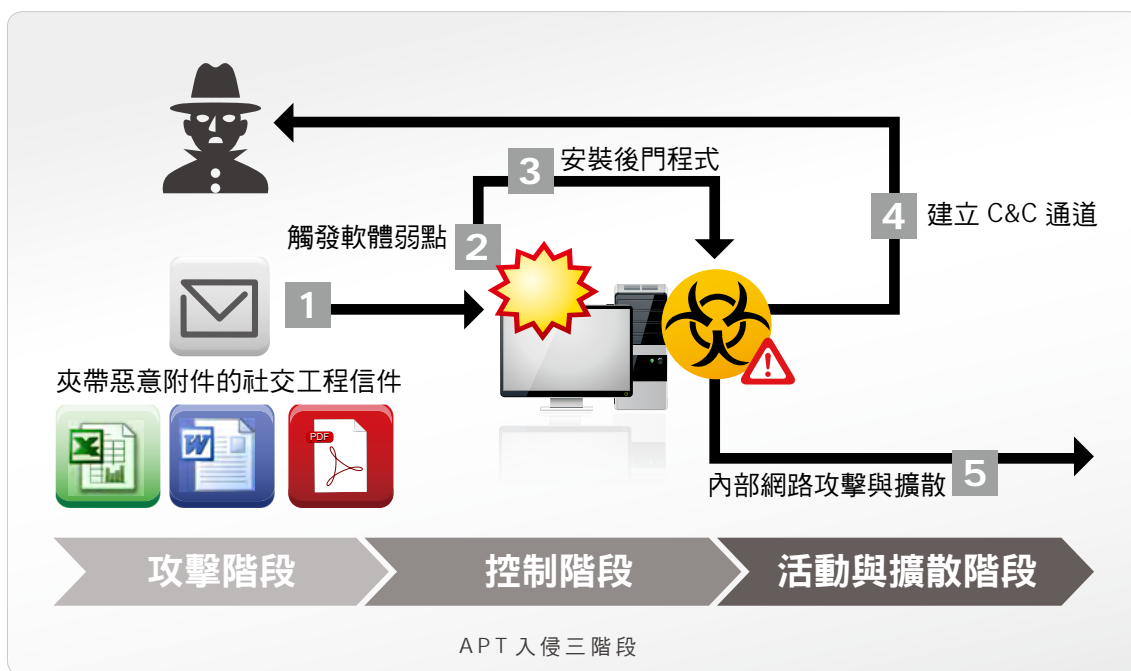 3 安裝後門程式
4 建立 C&C 通道
觸發軟體弱點 2
1
夾帶惡意附件的社交工程信件
PDF
內部網路攻擊與擴散 5
攻擊階段
控制階段
活動與擴散階段
APT 入侵三階段